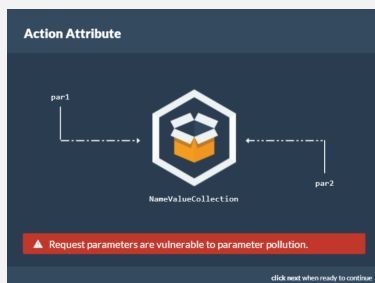 Action Attribute
par1
par2
NameValueCollection
Request parameters are vulnerable to parameter pollution.
click next when ready to continue